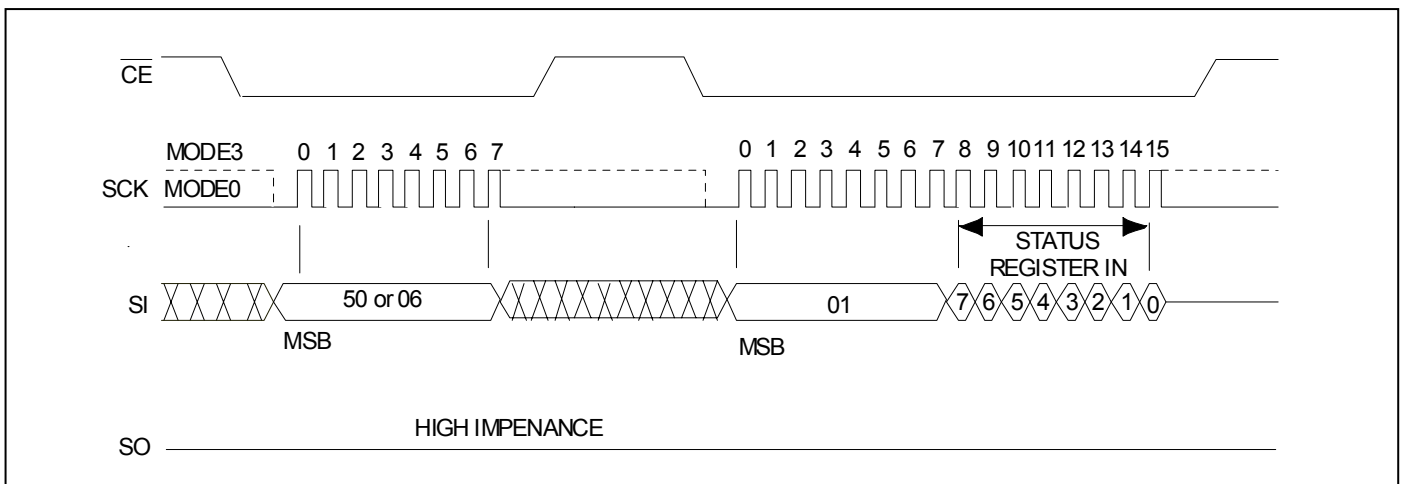 CE
MODE3 0 1 2 3 4 5 6 7 0 1 2 3 4 5 6 7 8 9 10 11 12 13 14 15
SCK MODE0
STATUS
REGISTER IN
SI 50 or 06 01 7 6 5 4 3 2 1 0
MSB MSB
HIGH IMPENANCE
SO